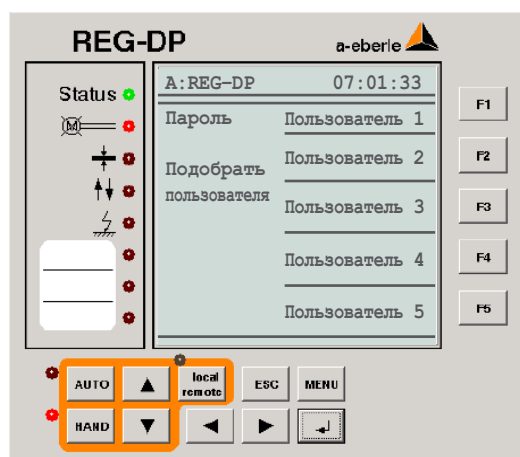 REG-DP
a-eberle
Status
A:REG-DP 07:01:33
Пароль
Пользователь 1
Подобрать
пользователя
Пользователь 2
Пользователь 3
Пользователь 4
Пользователь 5
F1
F2
F3
F4
F5
M
AUTO
local
remote
ESC
MENU
HAND